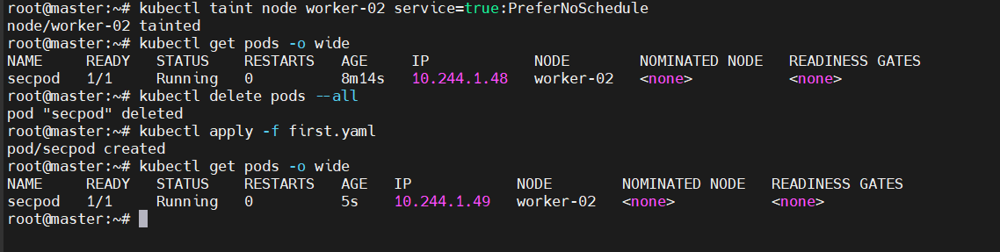 root@master:~# kubectl taint node worker-02 service=true:PreferNoSchedule
node/worker-02 tainted
root@master:~# kubectl get pods -o wide
NAME     READY   STATUS    RESTARTS   AGE     IP            NODE        NOMINATED NODE   READINESS GATES
secpod   1/1     Running   0          8m14s   10.244.1.48   worker-02   <none>           <none>
root@master:~# kubectl delete pods --all
pod "secpod" deleted
root@master:~# kubectl apply -f first.yaml
pod/secpod created
root@master:~# kubectl get pods -o wide
NAME     READY   STATUS    RESTARTS   AGE   IP            NODE        NOMINATED NODE   READINESS GATES
secpod   1/1     Running   0          5s    10.244.1.49   worker-02   <none>           <none>
root@master:~#